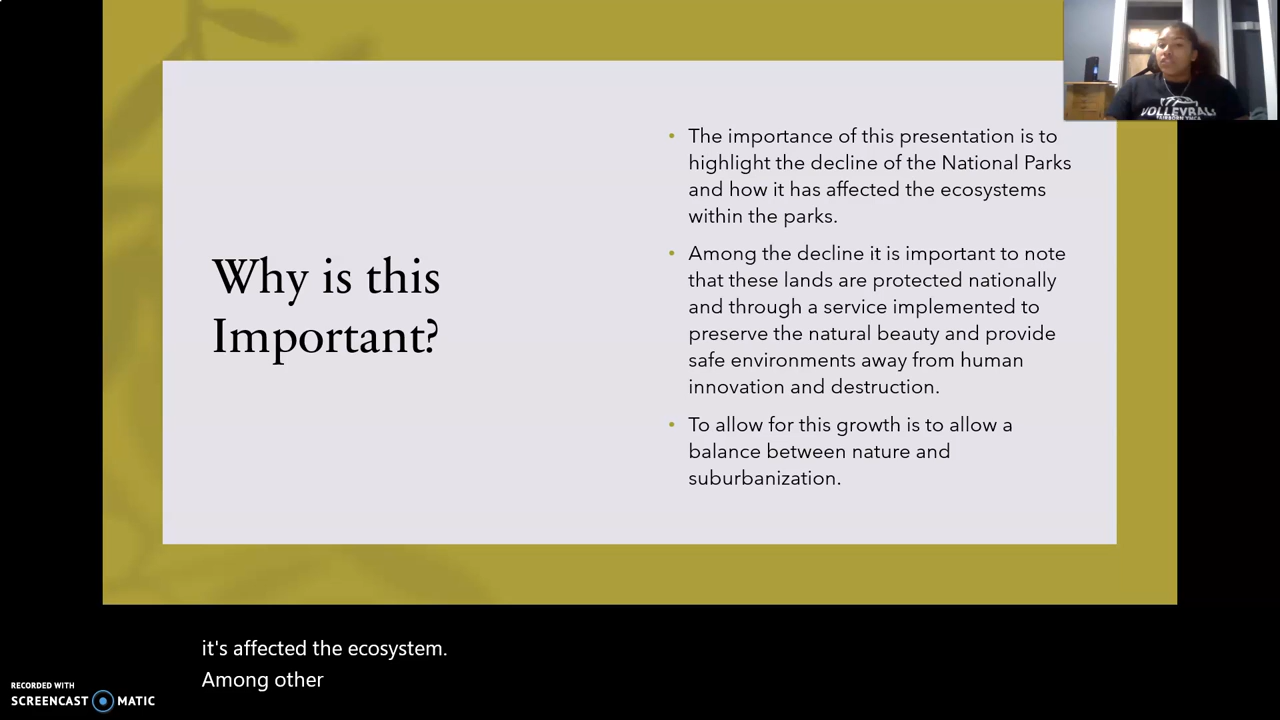 Why is this
Important?
• The importance of this presentation is to
highlight the decline of the National Parks
and how it has affected the ecosystems
within the parks.
• Among the decline it is important to note
that these lands are protected nationally
and through a service implemented to
preserve the natural beauty and provide
safe environments away from human
innovation and destruction.
• To allow for this growth is to allow a
balance between nature and
suburbanization.
VOLLEYBALL
FAIRBORN YMCA
it's affected the ecosystem.
Among other
RECORDED WITH
SCREENCAST MATIC